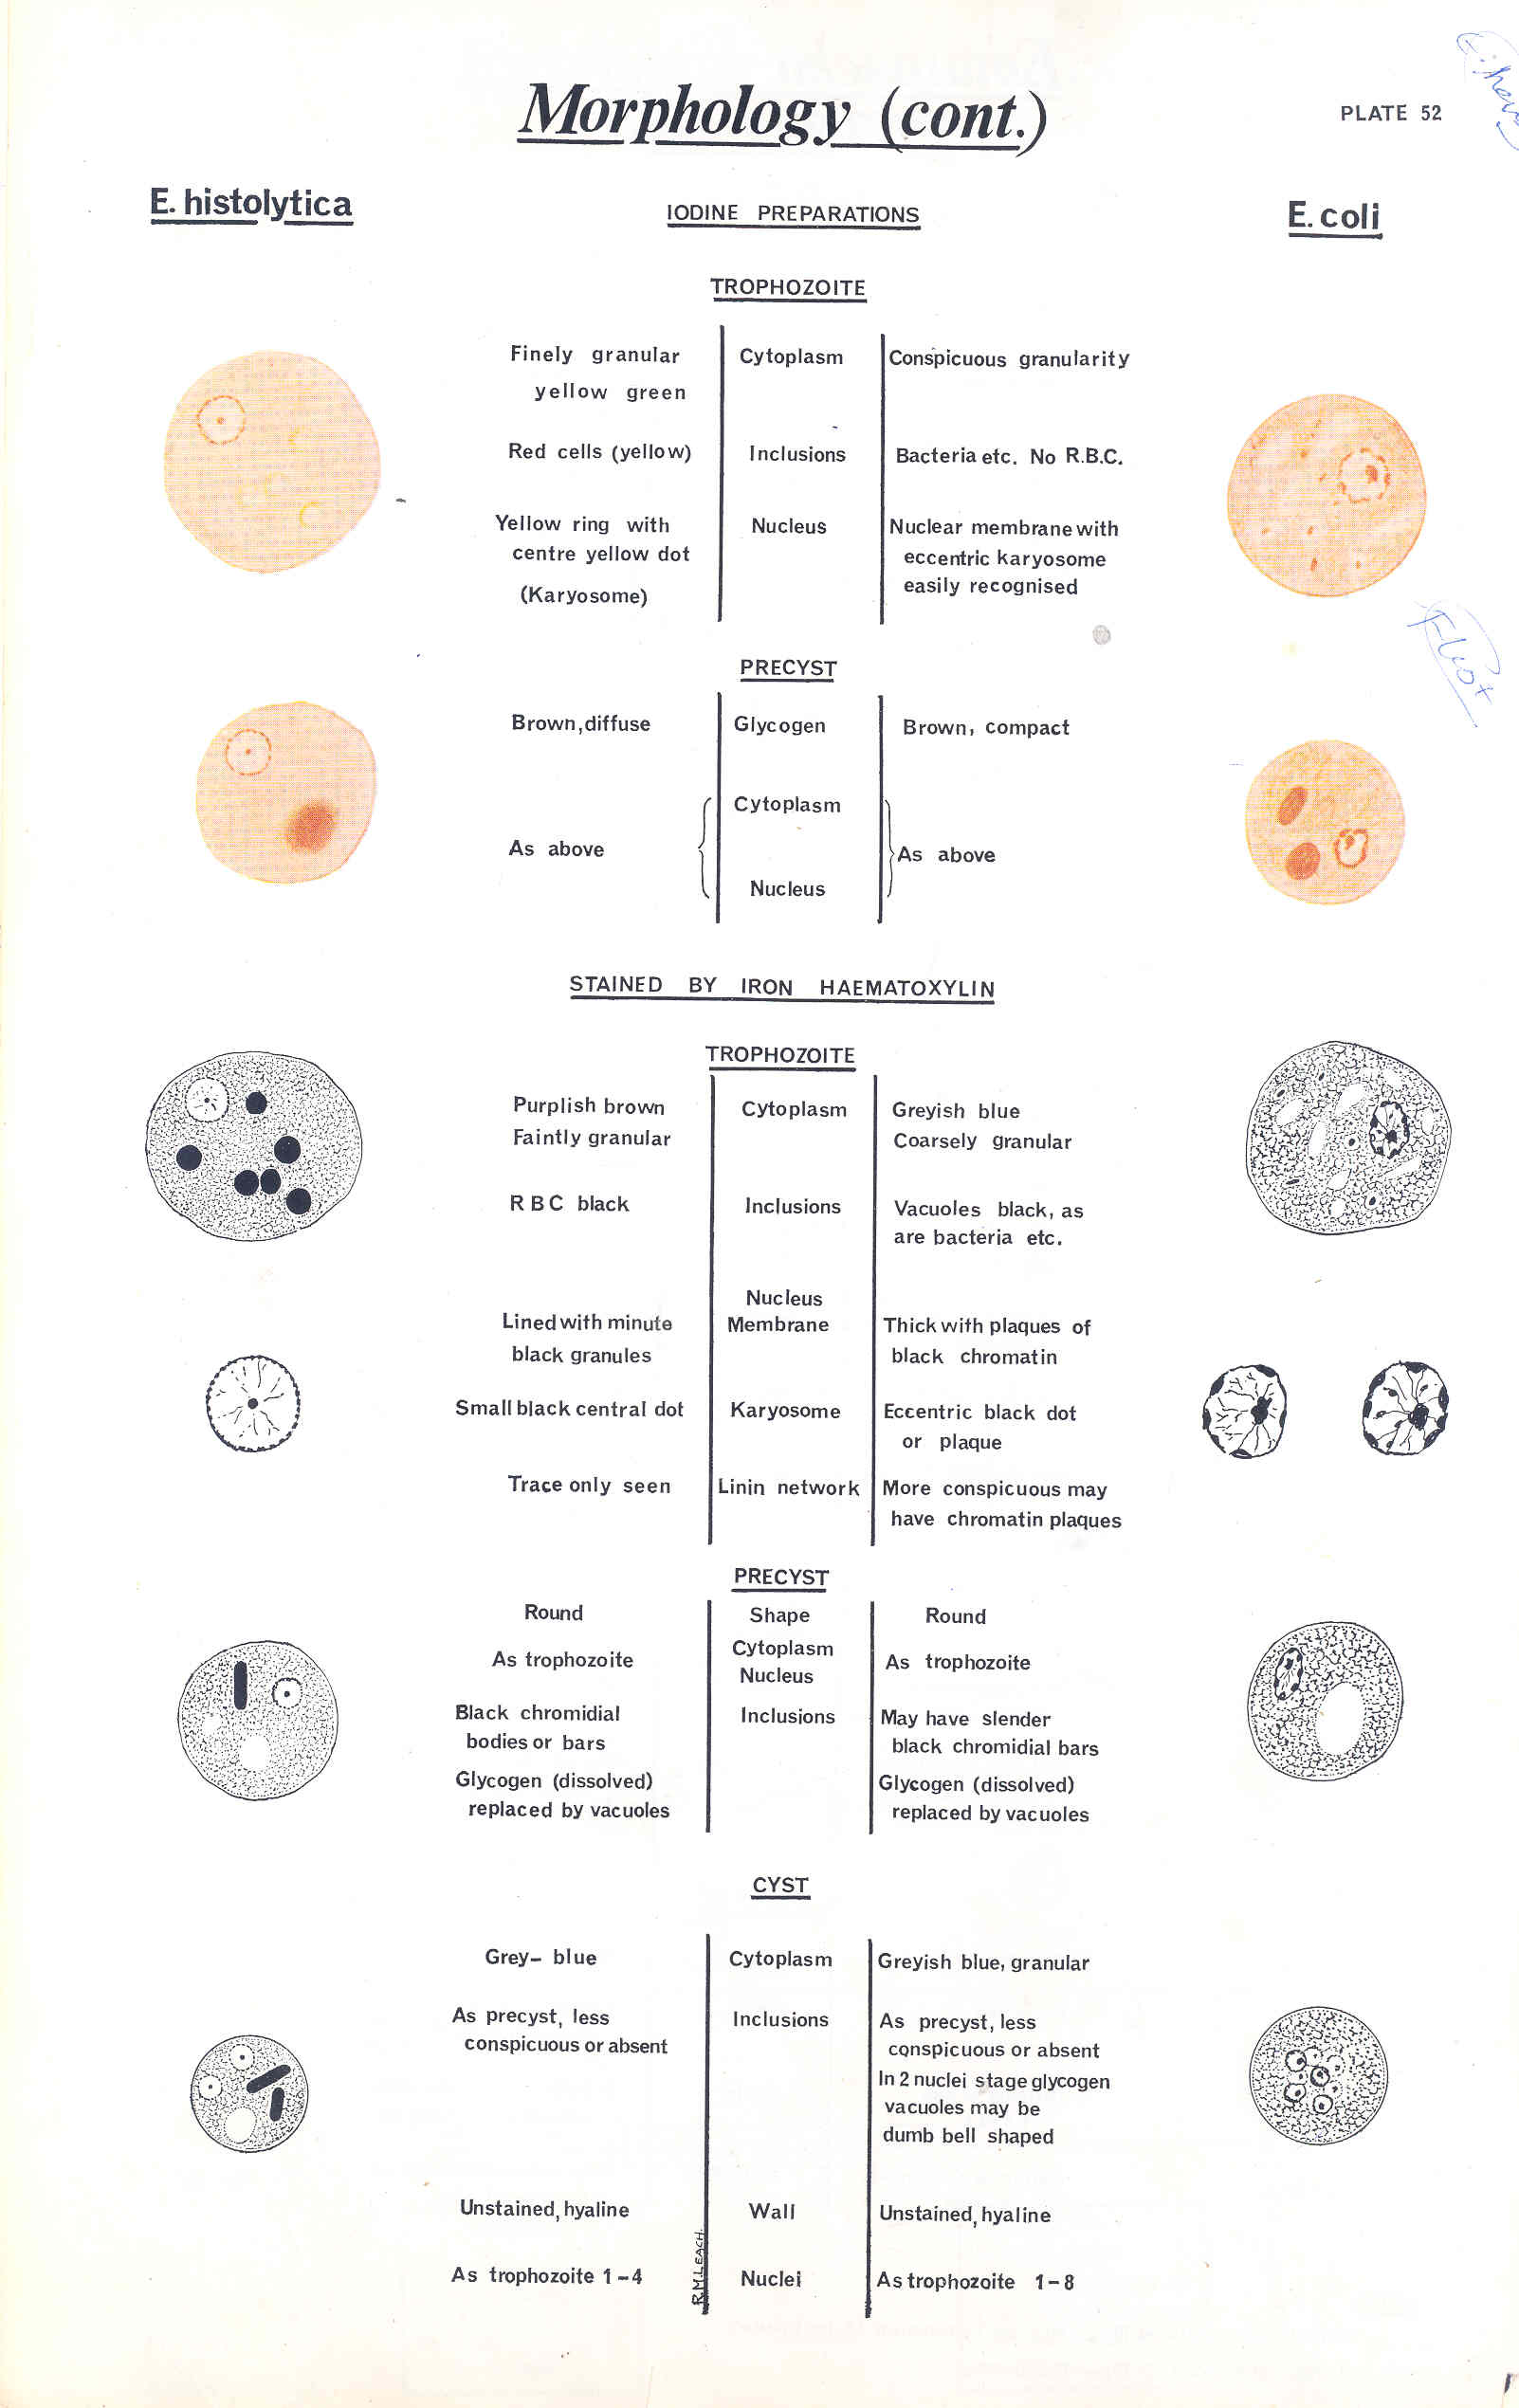 Morphology (cont.)
PLATE 52
E. histolytica
IODINE PREPARATIONS
E. coli
TROPHOZOITE
Finely granular
yellow green
Cytoplasm
Conspicuous granularity
Red cells (yellow)
Inclusions
Bacteria etc. No R.B.C.
Yellow ring with
centre yellow dot
(Karyosome)
Nucleus
Nuclear membrane with
eccentric karyosome
easily recognised
PRECYST
Brown, diffuse
Glycogen
Brown, compact
As above
Cytoplasm
Nucleus
As above
STAINED BY IRON HAEMATOXYLIN
TROPHOZOITE
Purplish brown
Faintly granular
Cytoplasm
Greyish blue
Coarsely granular
RBC black
Inclusions
Vacuoles black, as
are bacteria etc.
Lined with minute
black granules
Nucleus
Membrane
Thick with plaques of
black chromatin
Small black central dot
Karyosome
Eccentric black dot
or plaque
Trace only seen
Linin network
More conspicuous may
have chromatin plaques
PRECYST
Round
Shape
Round
As trophozoite
Cytoplasm
Nucleus
As trophozoite
Black chromidial
bodies or bars
Glycogen (dissolved)
replaced by vacuoles
Inclusions
May have slender
black chromidial bars
Glycogen (dissolved)
replaced by vacuoles
CYST
Grey- blue
Cytoplasm
Greyish blue, granular
As precyst, less
conspicuous or absent
Inclusions
As precyst, less
conspicuous or absent
In 2 nuclei stage glycogen
vacuoles may be
dumb bell shaped
Unstained, hyaline
Wall
Unstained, hyaline
As trophozoite 1-4
Nuclei
As trophozoite 1-8
R.M.LEACH.